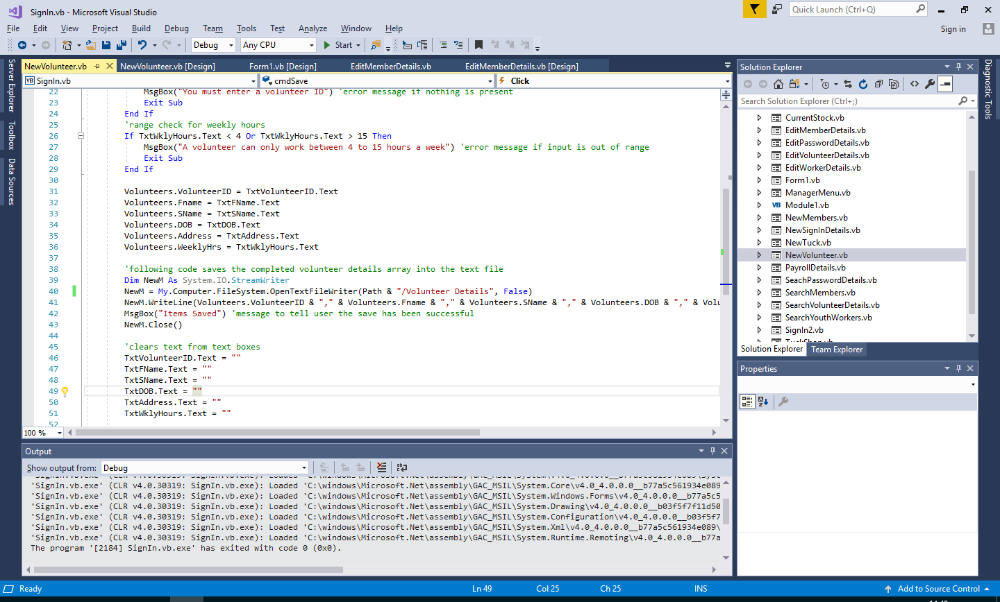 SignIn.vb - Microsoft Visual Studio
Quick Launch (Ctrl+Q)
File Edit View Project Build Debug Team Tools Test Analyze Window Help
Sign in
Debug Any CPU Start
Server Explorer
Toolbox
Data Sources
NewVolunteer.vb NewVolunteer.vb [Design] Form1.vb [Design] EditMemberDetails.vb EditMemberDetails.vb [Design]
VB SignIn.vb cmdSave Click
22 MsgBox("You must enter a volunteer ID") 'error message if nothing is present
23 Exit Sub
24 End If
25 'range check for weekly hours
26 If TxtWklyHours.Text < 4 Or TxtWklyHours.Text > 15 Then
27 MsgBox("A volunteer can only work between 4 to 15 hours a week") 'error message if input is out of range
28 Exit Sub
29 End If
30
31 Volunteers.VolunteerID = TxtVolunteerID.Text
32 Volunteers.Fname = TxtFName.Text
33 Volunteers.SName = TxtSName.Text
34 Volunteers.DOB = TxtDOB.Text
35 Volunteers.Address = TxtAddress.Text
36 Volunteers.WeeklyHrs = TxtWklyHours.Text
37
38 'following code saves the completed volunteer details array into the text file
39 Dim NewM As System.IO.StreamWriter
40 NewM = My.Computer.FileSystem.OpenTextFileWriter(Path & "/Volunteer Details", False)
41 NewM.WriteLine(Volunteers.VolunteerID & "," & Volunteers.Fname & "," & Volunteers.SName & "," & Volunteers.DOB & "," & Volu
42 MsgBox("Items Saved") 'message to tell user the save has been successful
43 NewM.Close()
44
45 'clears text from text boxes
46 TxtVolunteerID.Text = ""
47 TxtFName.Text = ""
48 TxtSName.Text = ""
49 TxtDOB.Text = ""
50 TxtAddress.Text = ""
51 TxtWklyHours.Text = ""
52
100 %
Output
Show output from: Debug
'SignIn.vb.exe' (CLR v4.0.30319: SignIn.vb.exe): Loaded 'C:\windows\Microsoft.Net\assembly\GAC_MSIL\System.Core\v4.0_4.0.0.0__b77a5c561934e089
'SignIn.vb.exe' (CLR v4.0.30319: SignIn.vb.exe): Loaded 'C:\windows\Microsoft.Net\assembly\GAC_MSIL\System.Windows.Forms\v4.0_4.0.0.0__b77a5c5
'SignIn.vb.exe' (CLR v4.0.30319: SignIn.vb.exe): Loaded 'C:\windows\Microsoft.Net\assembly\GAC_MSIL\System.Drawing\v4.0_4.0.0.0__b03f5f7f11d50
'SignIn.vb.exe' (CLR v4.0.30319: SignIn.vb.exe): Loaded 'C:\windows\Microsoft.Net\assembly\GAC_MSIL\System.Configuration\v4.0_4.0.0.0__b03f5f7
'SignIn.vb.exe' (CLR v4.0.30319: SignIn.vb.exe): Loaded 'C:\windows\Microsoft.Net\assembly\GAC_MSIL\System.Xml\v4.0_4.0.0.0__b77a5c561934e089\
'SignIn.vb.exe' (CLR v4.0.30319: SignIn.vb.exe): Loaded 'C:\windows\Microsoft.Net\assembly\GAC_MSIL\System.Runtime.Remoting\v4.0_4.0.0.0__b77a
The program '[2184] SignIn.vb.exe' has exited with code 0 (0x0).
Solution Explorer
Search Solution Explorer (Ctrl+;)
CurrentStock.vb
EditMemberDetails.vb
EditPasswordDetails.vb
EditVolunteerDetails.vb
EditWorkerDetails.vb
Form1.vb
ManagerMenu.vb
VB Module1.vb
NewMembers.vb
NewSignInDetails.vb
NewTuck.vb
NewVolunteer.vb
PayrollDetails.vb
SeachPasswordDetails.vb
SearchMembers.vb
SearchVolunteerDetails.vb
SearchYouthWorkers.vb
SignIn2.vb
Solution Explorer Team Explorer
Properties
Diagnostic Tools
Ready Ln 49 Col 25 Ch 25 INS Add to Source Control